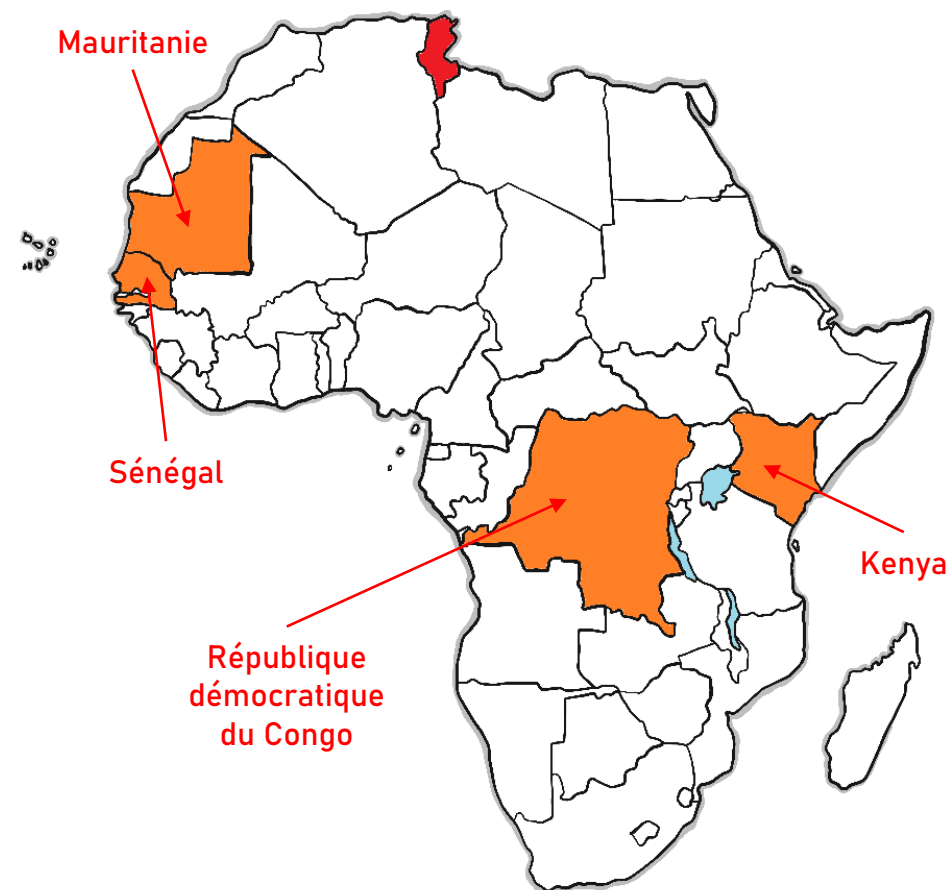 Mauritanie
Sénégal
Kenya
République
démocratique
du Congo